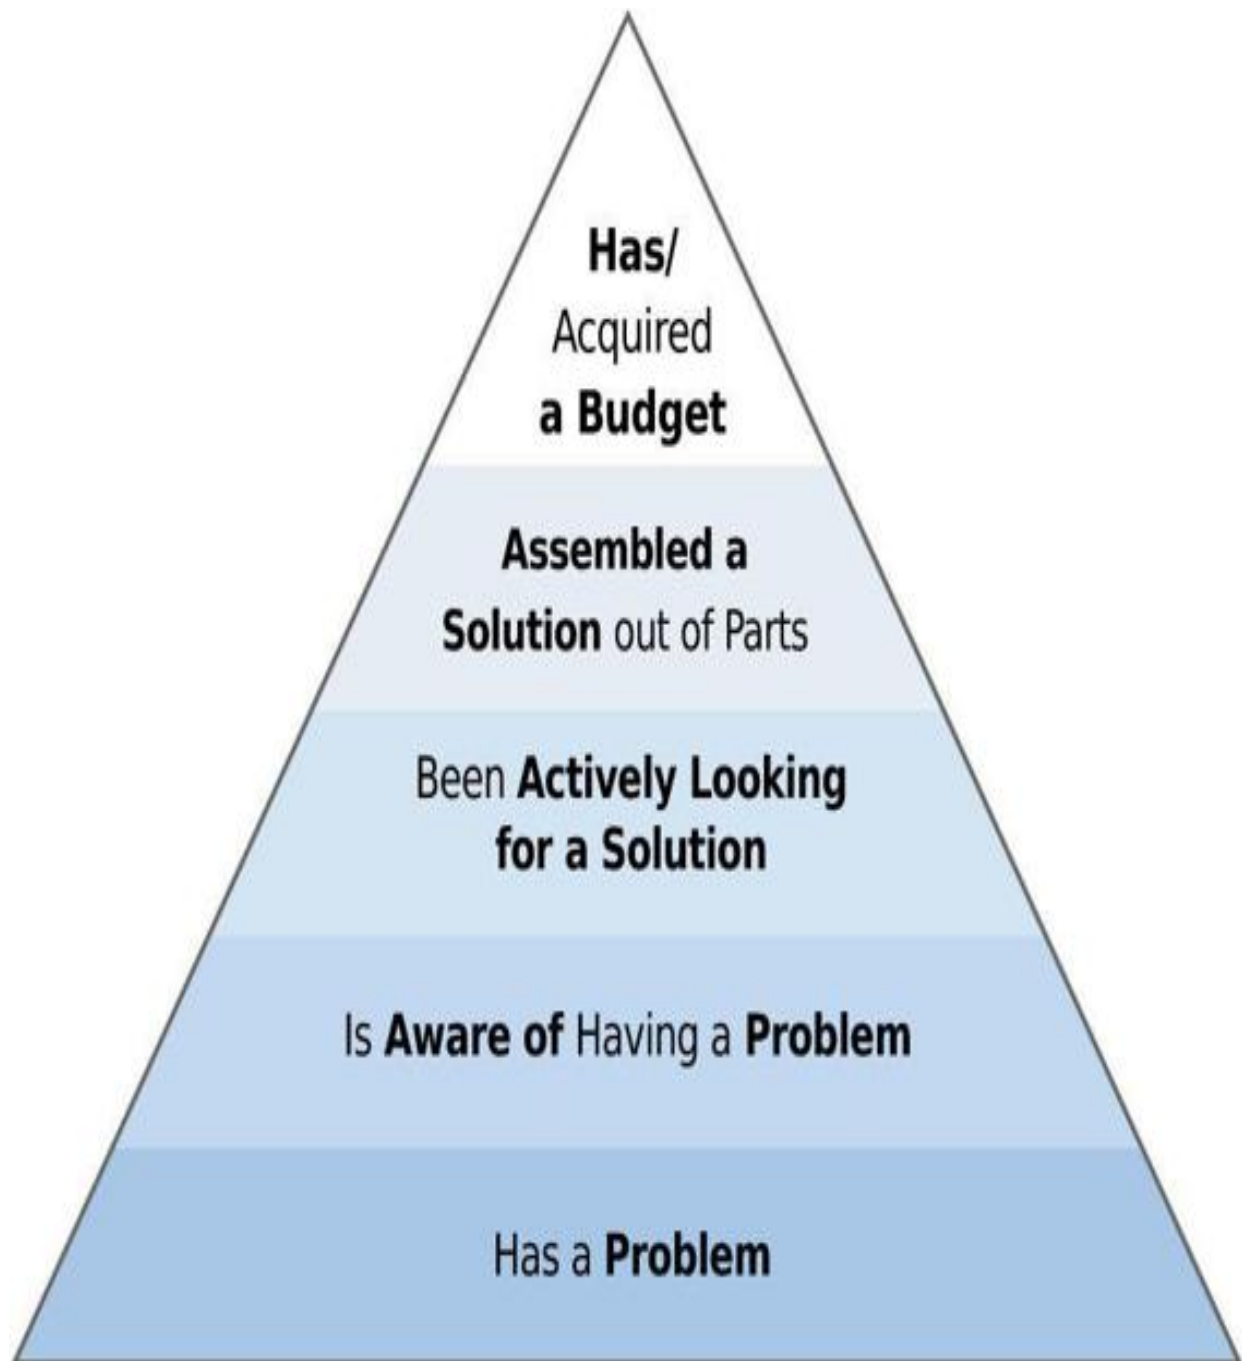 Has/
Acquired
a Budget
Assembled a
Solution out of Parts
Been Actively Looking
for a Solution
Is Aware of Having a Problem
Has a Problem